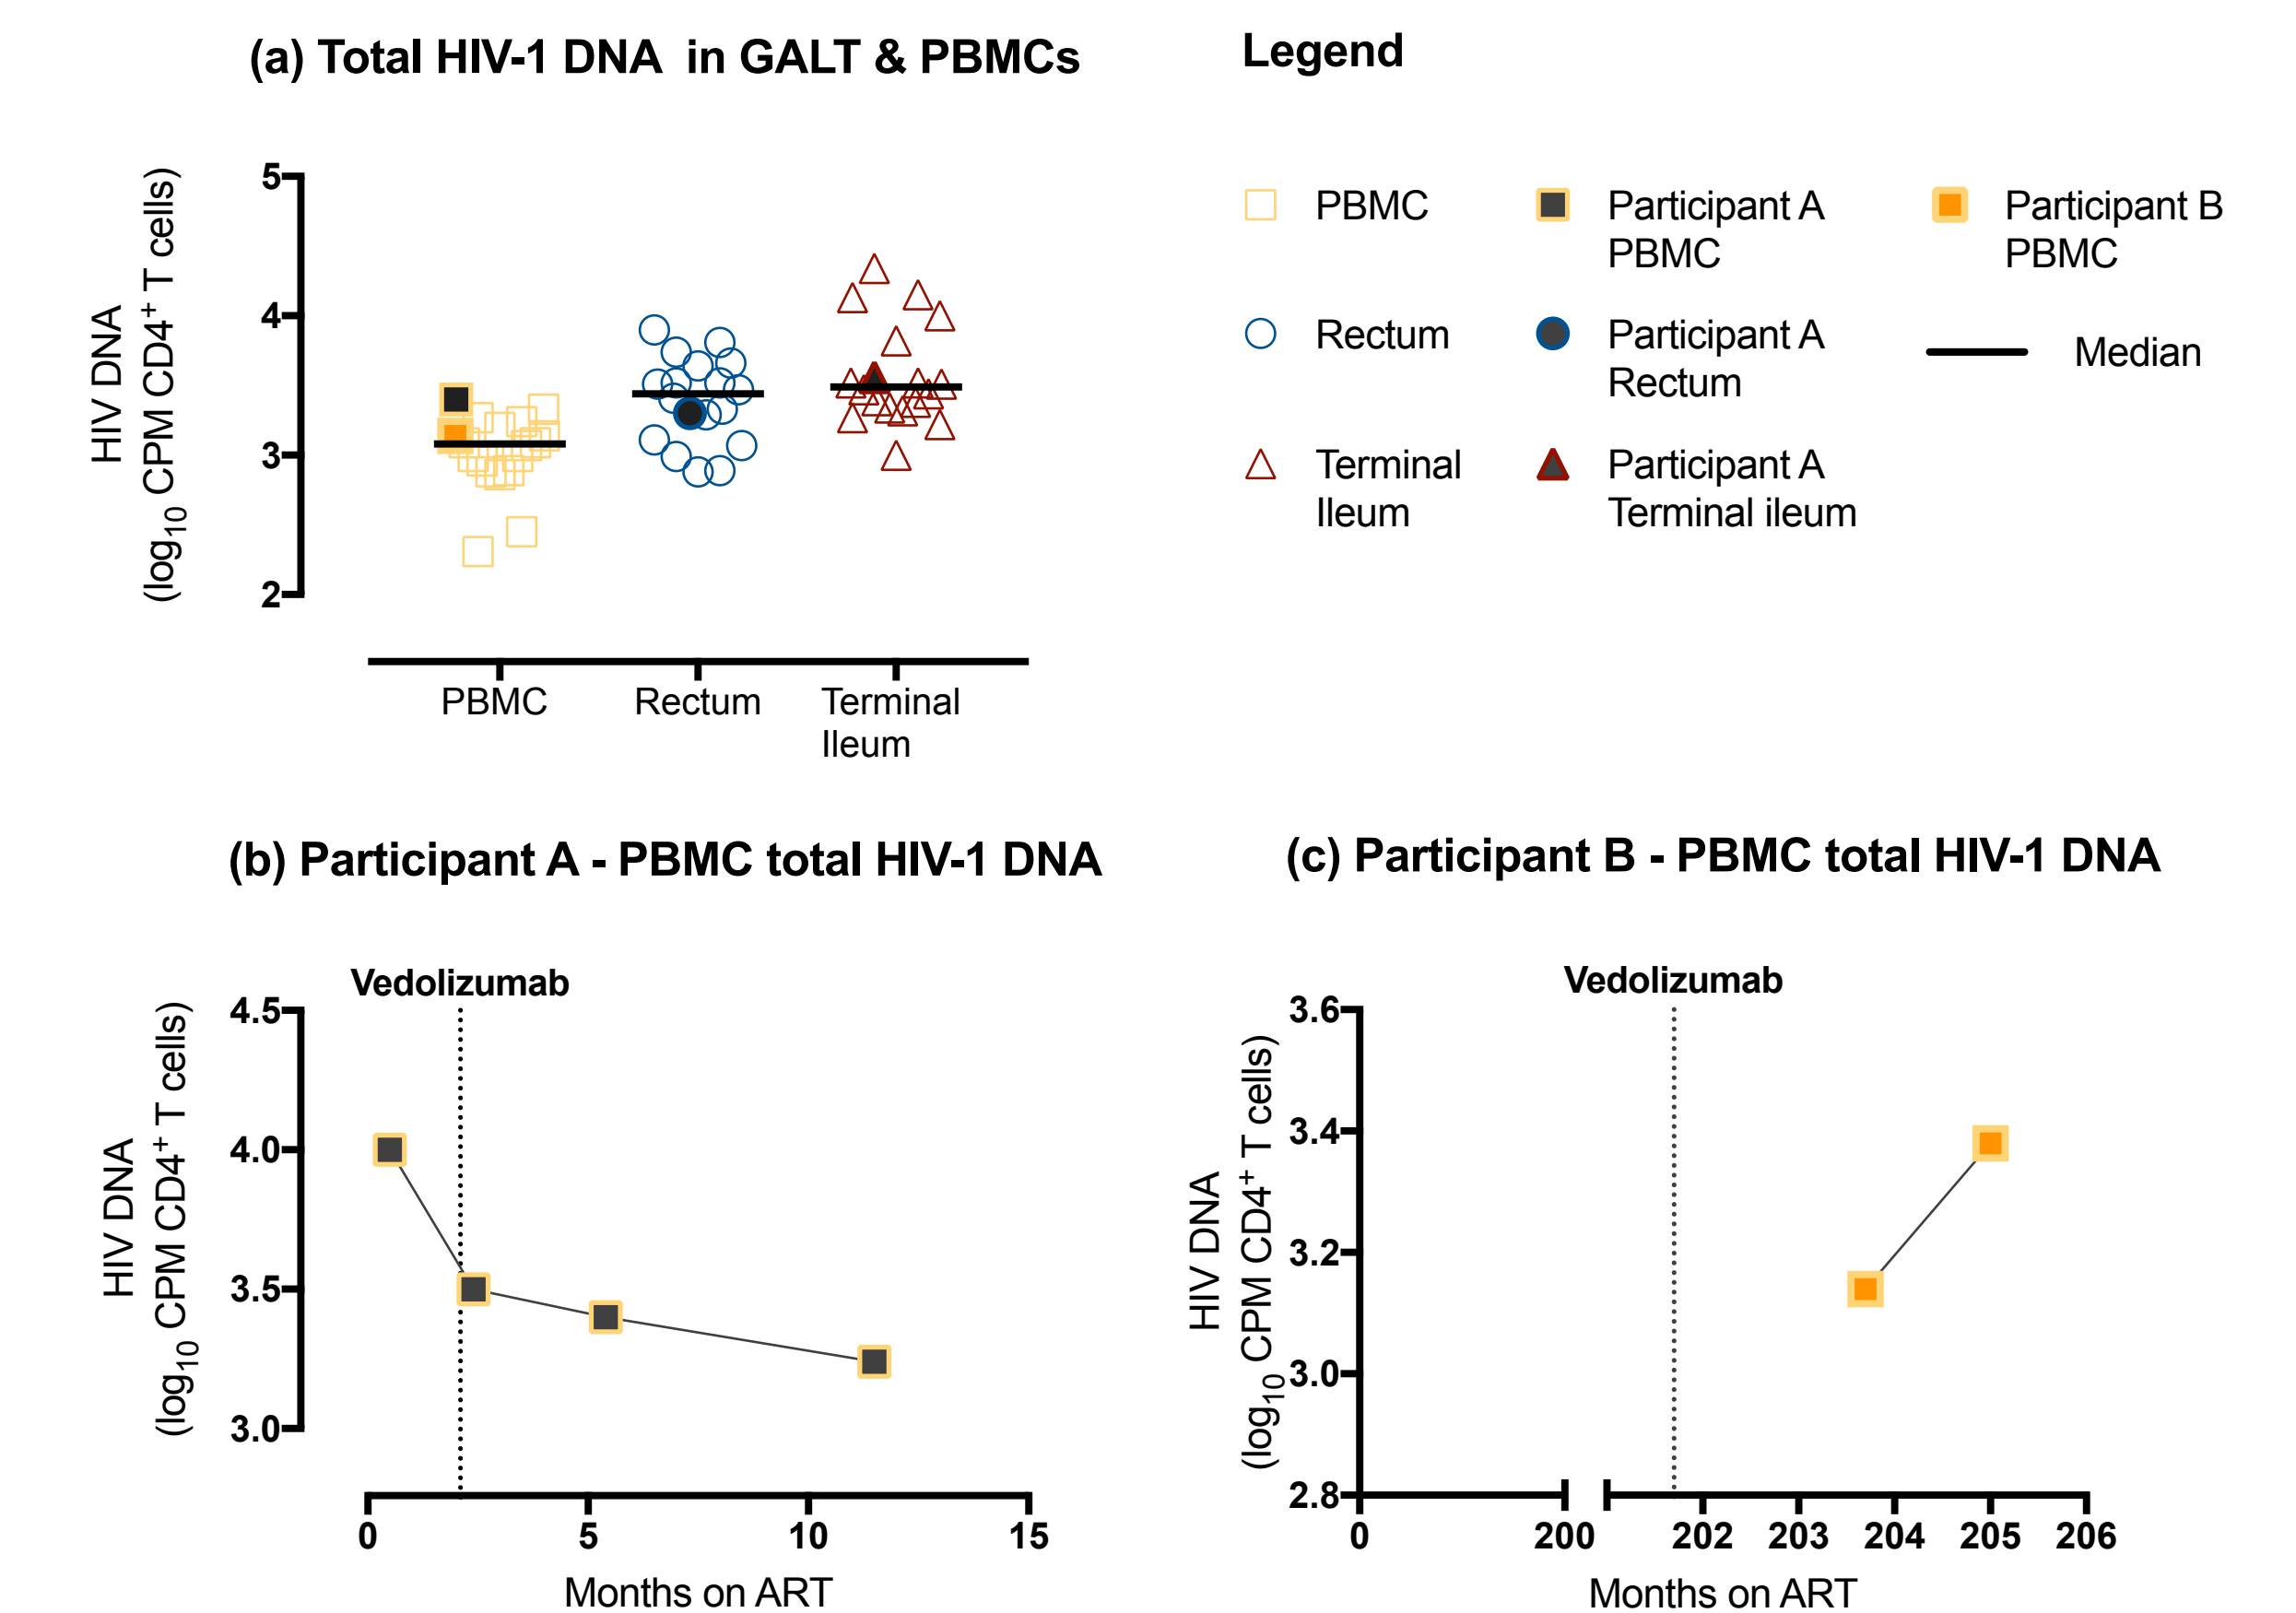 (a) Total HIV-1 DNA  in GALT & PBMCs
HIV DNA
(log10 CPM CD4+ T cells)
5
4
3
2
PBMC
Rectum
Terminal
Ileum
Legend
PBMC
Participant A
PBMC
Participant B
PBMC
Rectum
Participant A
Rectum
Median
Terminal
Ileum
Participant A
Terminal ileum
(b) Participant A - PBMC total HIV-1 DNA
Vedolizumab
HIV DNA
(log10 CPM CD4+ T cells)
4.5
4.0
3.5
3.0
0
5
10
15
Months on ART
(c) Participant B - PBMC total HIV-1 DNA
Vedolizumab
HIV DNA
(log10 CPM CD4+ T cells)
3.6
3.4
3.2
3.0
2.8
0
200
202
203
204
205
206
Months on ART